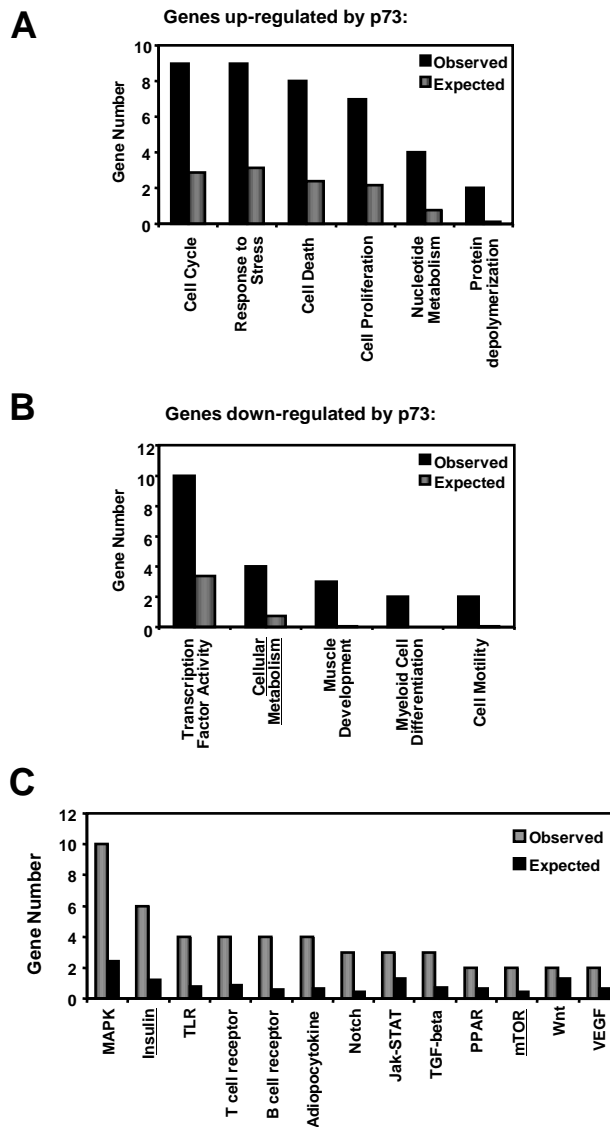 A
Genes up-regulated by p73:
Gene Number
10
8
6
4
2
0
Observed
Expected
Cell Cycle
Response to
Stress
Cell Death
Cell Proliferation
Nucleotide
Metabolism
Protein
depolymerization
B
Genes down-regulated by p73:
Gene Number
12
10
8
6
4
2
0
Observed
Expected
Transcription
Factor Activity
Cellular
Metabolism
Muscle
Development
Myeloid Cell
Differentiation
Cell Motility
C
Gene Number
12
10
8
6
4
2
0
Observed
Expected
MAPK
Insulin
TLR
T cell receptor
B cell receptor
Adiopocytokine
Notch
Jak-STAT
TGF-beta
PPAR
mTOR
Wnt
VEGF